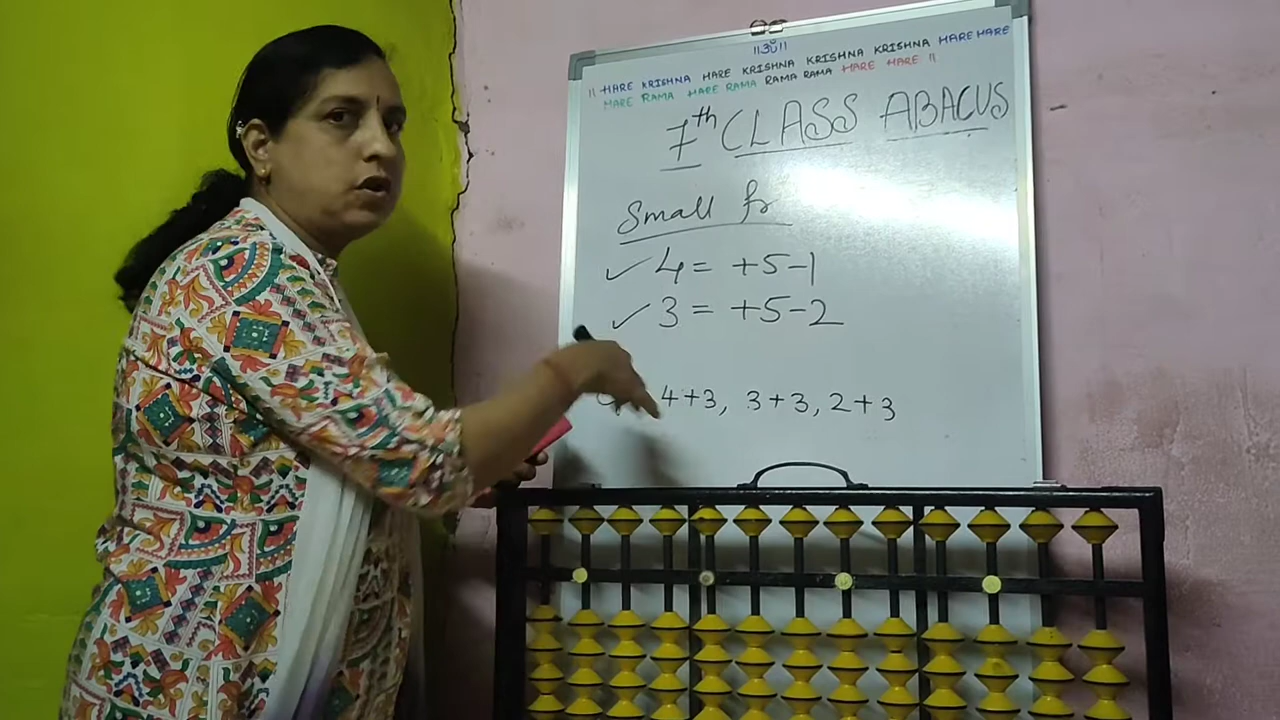 ||ૐ||
|| HARE KRISHNA HARE KRISHNA KRISHNA KRISHNA HARE HARE
HARE RAMA HARE RAMA RAMA RAMA HARE HARE ||
7th CLASS ABACUS
Small fr
✓ 4 = +5-1
✓ 3 = +5-2
4+3, 3+3, 2+3